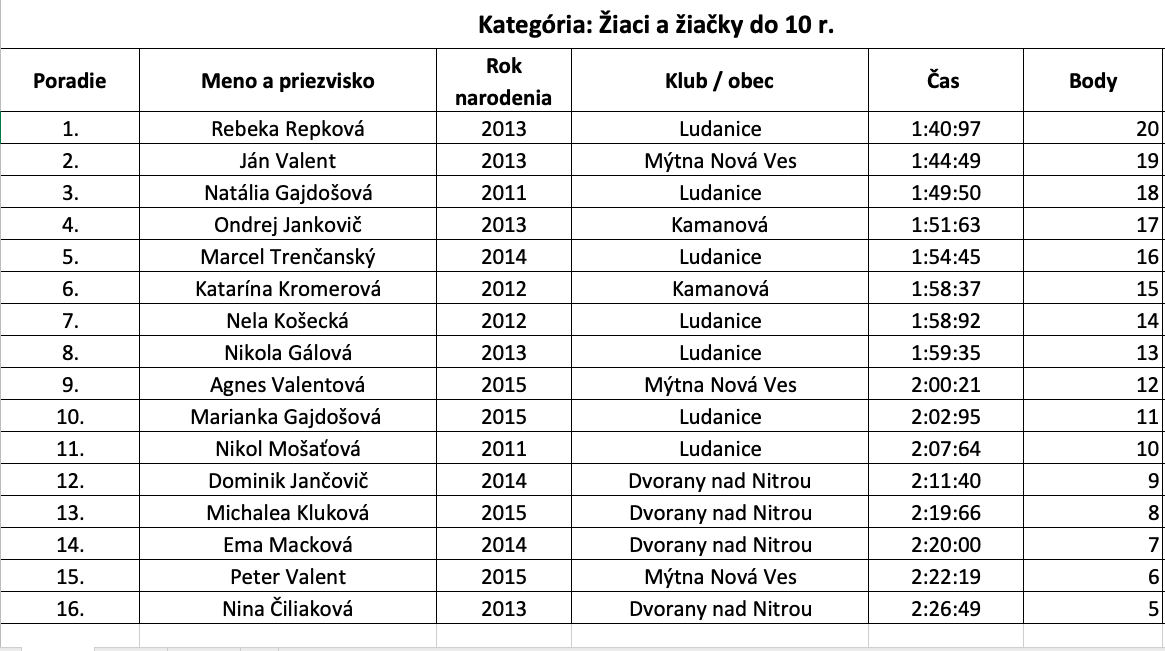 Kategória: Žiaci a žiačky do 10 r.
Poradie Meno a priezvisko Rok narodenia Klub / obec Čas Body
1. Rebeka Repková 2013 Ludanice 1:40:97 20
2. Ján Valent 2013 Mýtna Nová Ves 1:44:49 19
3. Natália Gajdošová 2011 Ludanice 1:49:50 18
4. Ondrej Jankovič 2013 Kamanová 1:51:63 17
5. Marcel Trenčanský 2014 Ludanice 1:54:45 16
6. Katarína Kromerová 2012 Kamanová 1:58:37 15
7. Nela Košecká 2012 Ludanice 1:58:92 14
8. Nikola Gálová 2013 Ludanice 1:59:35 13
9. Agnes Valentová 2015 Mýtna Nová Ves 2:00:21 12
10. Marianka Gajdošová 2015 Ludanice 2:02:95 11
11. Nikol Mošaťová 2011 Ludanice 2:07:64 10
12. Dominik Jančovič 2014 Dvorany nad Nitrou 2:11:40 9
13. Michalea Kluková 2015 Dvorany nad Nitrou 2:19:66 8
14. Ema Macková 2014 Dvorany nad Nitrou 2:20:00 7
15. Peter Valent 2015 Mýtna Nová Ves 2:22:19 6
16. Nina Čiliaková 2013 Dvorany nad Nitrou 2:26:49 5